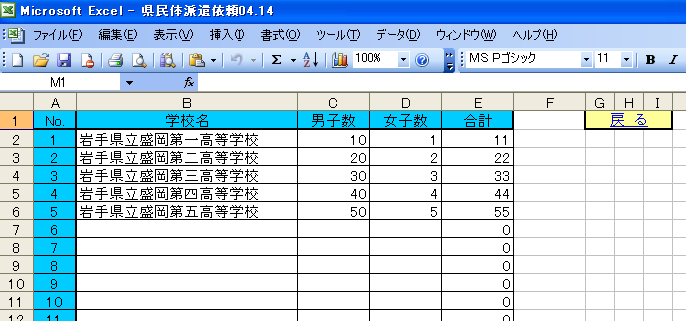 Microsoft Excel - 県民体派遣依頼04.14
ファイル(F) 編集(E) 表示(V) 挿入(I) 書式(O) ツール(T) データ(D) ウィンドウ(W) ヘルプ(H)
Σ 100% MS Pゴシック 11 B I
M1
A B C D E F G H I
1 No. 学校名 男子数 女子数 合計 戻 る
2 1 岩手県立盛岡第一高等学校 10 1 11
3 2 岩手県立盛岡第二高等学校 20 2 22
4 3 岩手県立盛岡第三高等学校 30 3 33
5 4 岩手県立盛岡第四高等学校 40 4 44
6 5 岩手県立盛岡第五高等学校 50 5 55
7 6 0
8 7 0
9 8 0
10 9 0
11 10 0
12 11 0